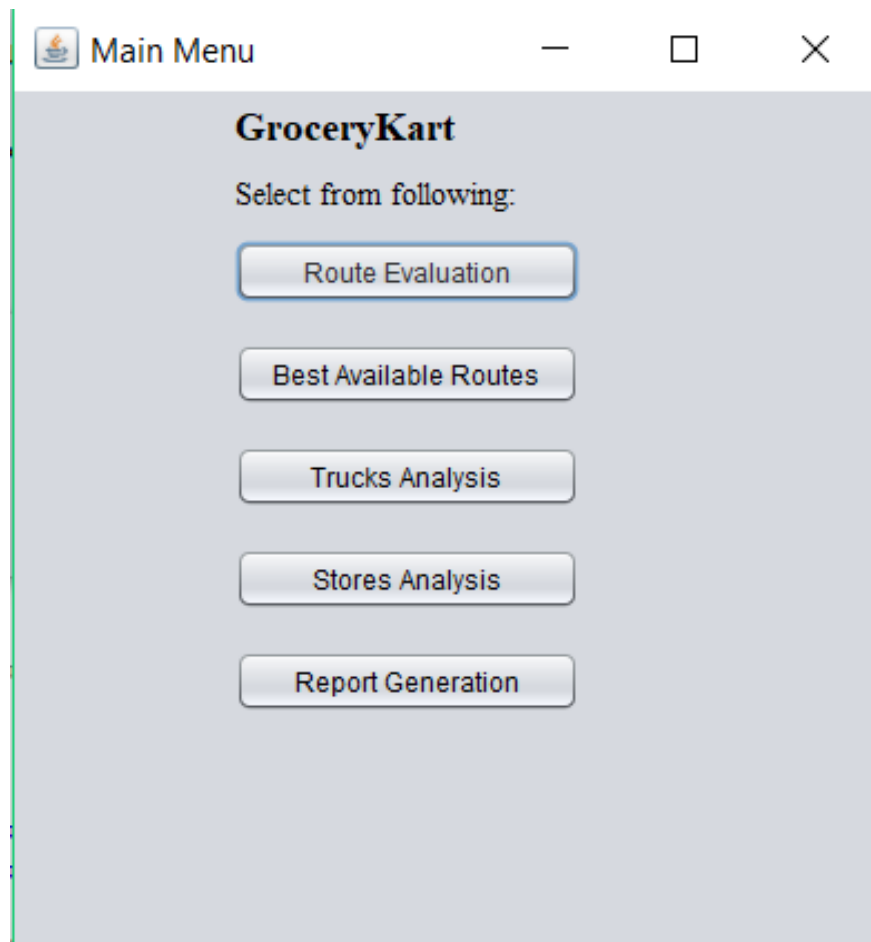 Main Menu
GroceryKart
Select from following:
Route Evaluation
Best Available Routes
Trucks Analysis
Stores Analysis
Report Generation